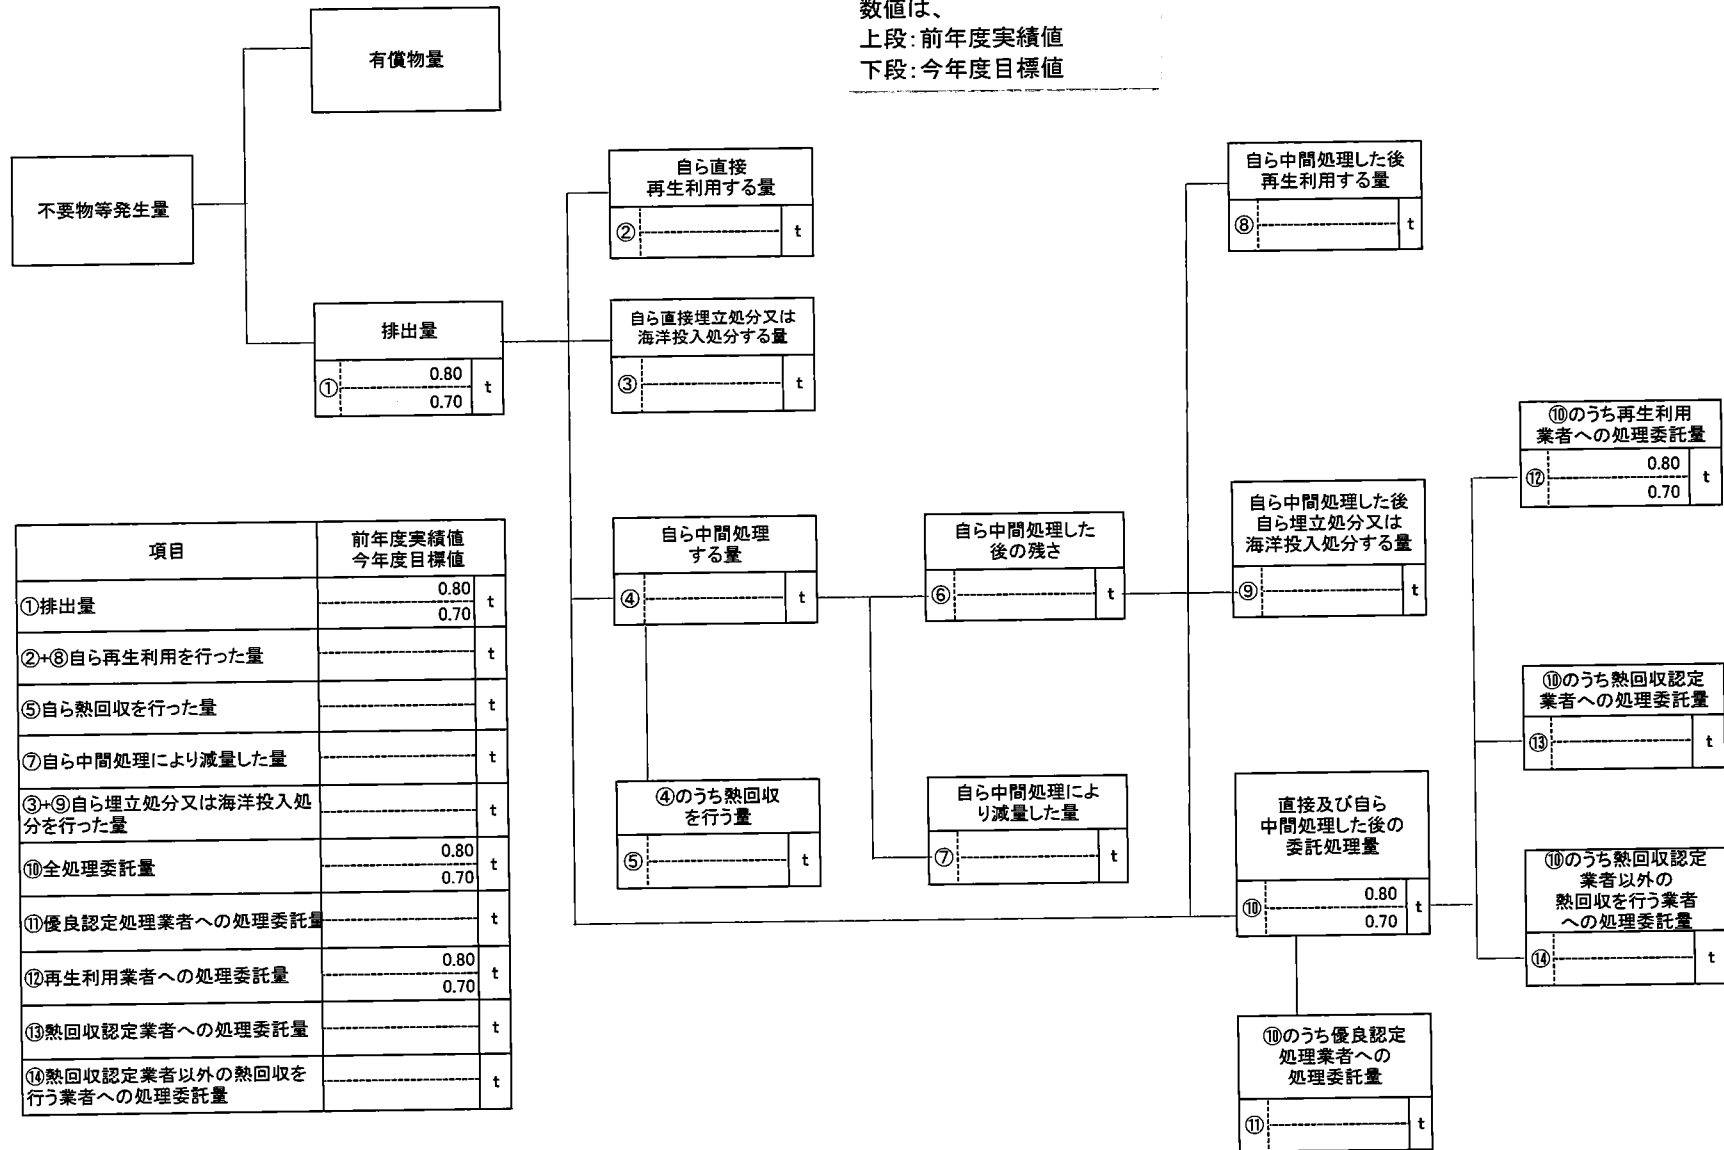 数値は、
上段:前年度実績値
下段:今年度目標値
有償物量
不要物等発生量
排出量
① 0.80 t
0.70
自ら直接
再生利用する量
② t
自ら直接埋立処分又は
海洋投入処分する量
③ t
自ら中間処理した後
再生利用する量
⑧ t
⑩のうち再生利用
業者への処理委託量
⑫ 0.80 t
0.70
自ら中間処理
する量
④ t
自ら中間処理した
後の残さ
⑥ t
自ら中間処理した後
自ら埋立処分又は
海洋投入処分する量
⑨ t
⑩のうち熱回収認定
業者への処理委託量
⑬ t
④のうち熱回収
を行う量
⑤ t
自ら中間処理によ
り減量した量
⑦ t
直接及び自ら
中間処理した後の
委託処理量
⑩ 0.80 t
0.70
⑩のうち熱回収認定
業者以外の
熱回収を行う業者
への処理委託量
⑭ t
⑩のうち優良認定
処理業者への
処理委託量
⑪ t
項目
前年度実績値
今年度目標値
①排出量 0.80 t
0.70
②+⑧自ら再生利用を行った量 t
⑤自ら熱回収を行った量 t
⑦自ら中間処理により減量した量 t
③+⑨自ら埋立処分又は海洋投入処
分を行った量 t
⑩全処理委託量 0.80 t
0.70
⑪優良認定処理業者への処理委託量 t
⑫再生利用業者への処理委託量 0.80 t
0.70
⑬熱回収認定業者への処理委託量 t
⑭熱回収認定業者以外の熱回収を
行う業者への処理委託量 t